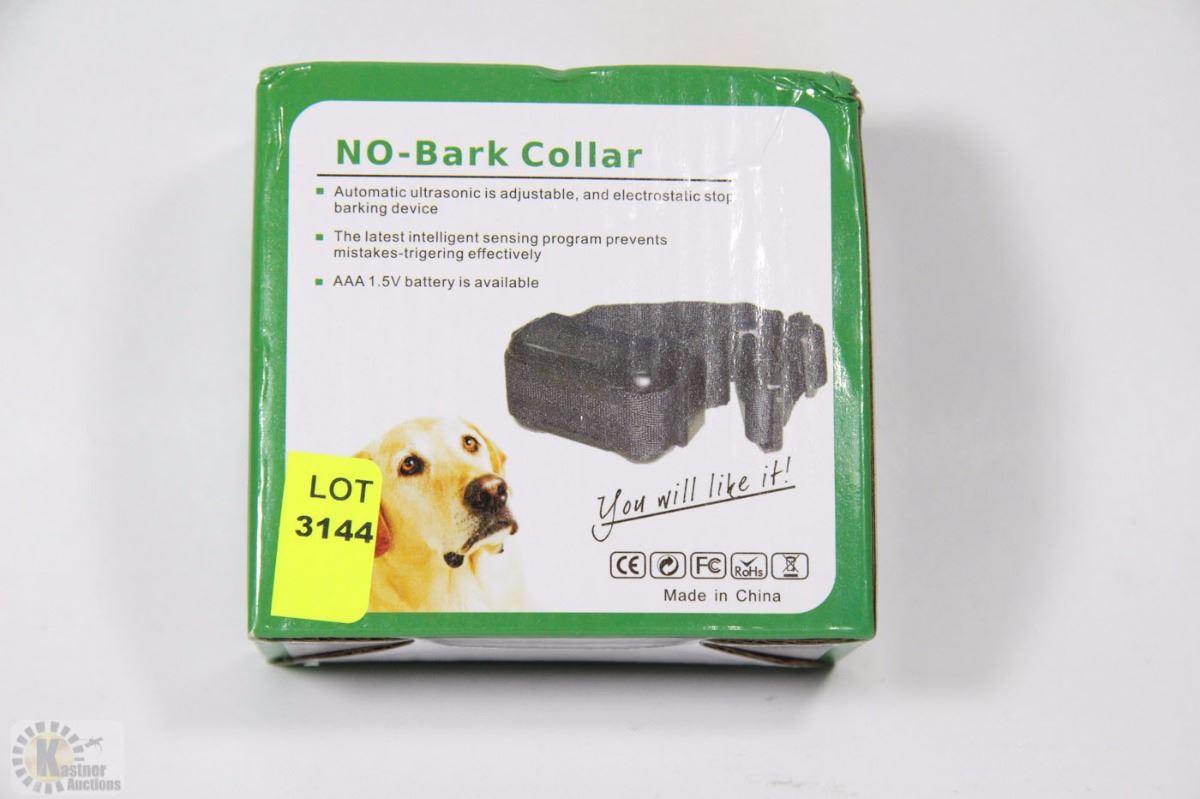 NO-Bark Collar
Automatic ultrasonic is adjustable, and electrostatic stop
barking device
The latest intelligent sensing program prevents
mistakes-trigering effectively
AAA 1.5V battery is available
LOT
3144
You will like it!
CE FC RoHs
Made in China
Kastner
Auctions